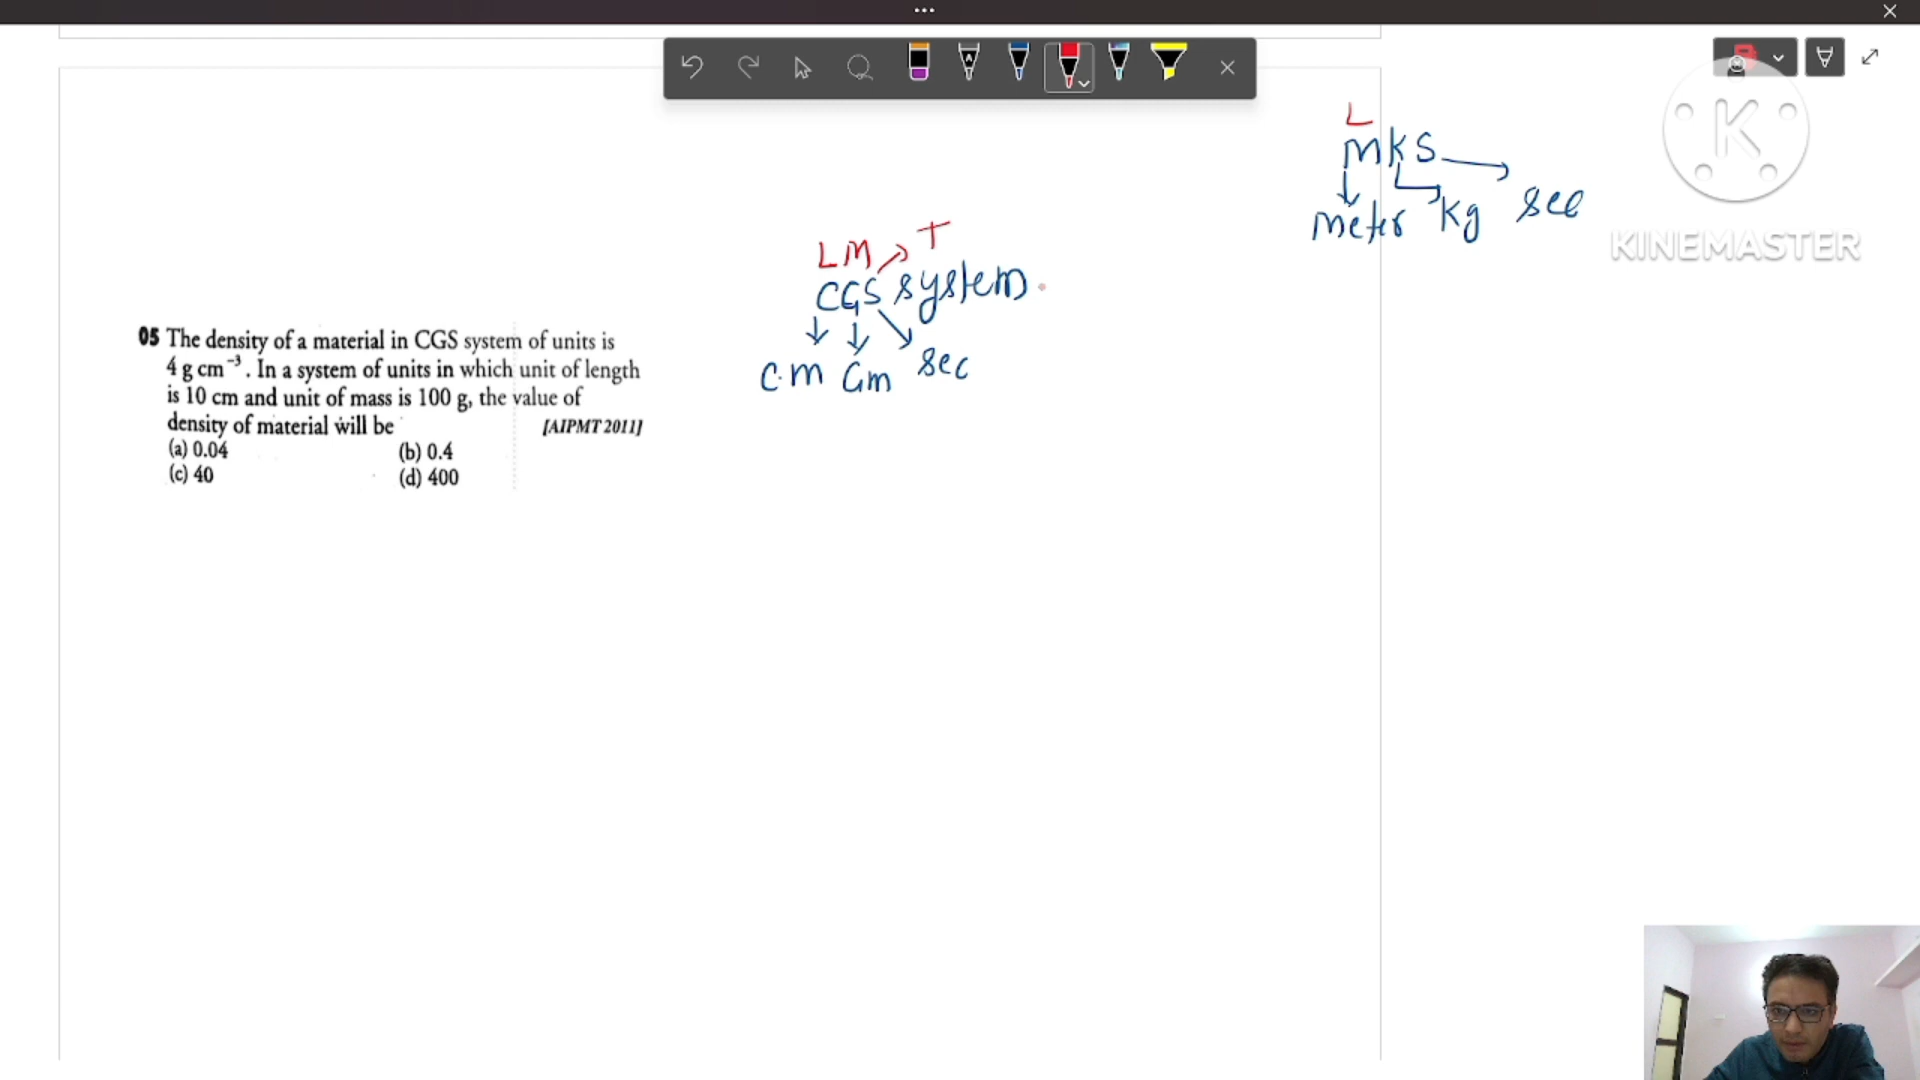 L
MKS
meter kg sec
KINEMASTER
LM T
CGS system
c.m Gm sec
05 The density of a material in CGS system of units is
4 g cm⁻³. In a system of units in which unit of length
is 10 cm and unit of mass is 100 g, the value of
density of material will be [AIPMT 2011]
(a) 0.04 (b) 0.4
(c) 40 (d) 400